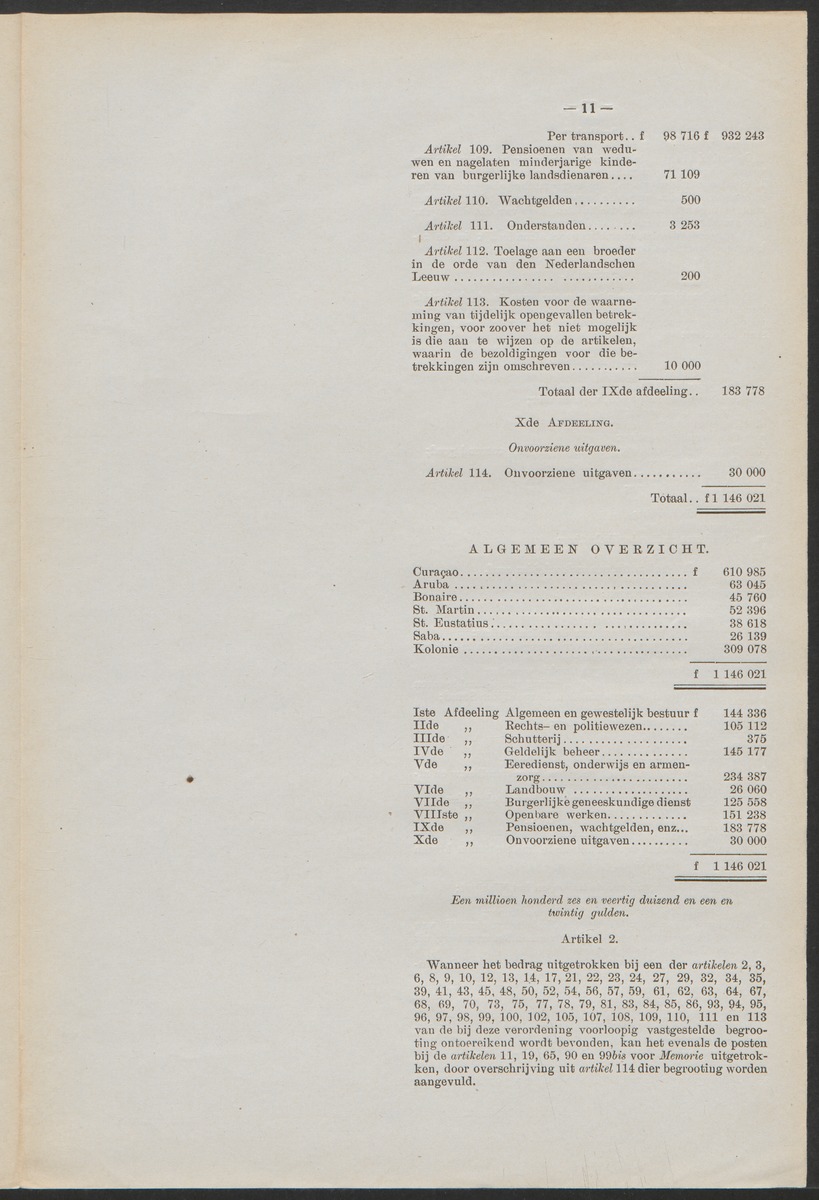 — 11 —
Per transport.. f 98 716 f 932 243
Artikel 109. Pensioenen van wedu-
wen en nagelaten minderjarige kinde-
ren van burgerlijke landsdienaren.... 71 109
Artikel 110. Wachtgelden.......... 500
Artikel 111. Onderstanden........ 3 253
Artikel 112. Toelage aan een broeder
in de orde van den Nederlandschen
Leeuw ............................ 200
Artikel 113. Kosten voor de waarne-
ming van tijdelijk opengevallen betrek-
kingen, voor zoover het niet mogelijk
is die aan te wijzen op de artikelen,
waarin de bezoldigingen voor die be-
trekkingen zijn omschreven........... 10 000
Totaal der IXde afdeeling.. 183 778
Xde AFDEELING.
Onvoorziene uitgaven.
Artikel 114. Onvoorziene uitgaven........... 30 000
Totaal.. f 1 146 021
ALGEMEEN OVERZICHT.
Curaçao..................................... f 610 985
Aruba ...................................... 63 045
Bonaire..................................... 45 760
St. Martin.................................. 52 396
St. Eustatius............................... 38 618
Saba........................................ 26 139
Kolonie .................................... 309 078
f 1 146 021
Iste Afdeeling Algemeen en gewestelijk bestuur f 144 336
IIde ,, Rechts- en politiewezen........ 105 112
IIIde ,, Schutterij.................... 375
IVde ,, Geldelijk beheer.............. 145 177
Vde ,, Eeredienst, onderwijs en armen-
zorg........................ 234 387
VIde ,, Landbouw ................... 26 060
VIIde ,, Burgerlijke geneeskundige dienst 125 558
VIIIste ,, Openbare werken............. 151 238
IXde ,, Pensioenen, wachtgelden, enz... 183 778
Xde ,, Onvoorziene uitgaven.......... 30 000
f 1 146 021
Een millioen honderd zes en veertig duizend en een en
twintig gulden.
Artikel 2.
Wanneer het bedrag uitgetrokken bij een der artikelen 2, 3,
6, 8, 9, 10, 12, 13, 14, 17, 21, 22, 23, 24, 27, 29, 32, 34, 35,
39, 41, 43, 45, 48, 50, 52, 54, 56, 57, 59, 61, 62, 63, 64, 67,
68, 69, 70, 73, 75, 77, 78, 79, 81, 83, 84, 85, 86, 93, 94, 95,
96, 97, 98, 99, 100, 102, 105, 107, 108, 109, 110, 111 en 113
van de bij deze verordening voorloopig vastgestelde begroo-
ting ontoereikend wordt bevonden, kan het evenals de posten
bij de artikelen 11, 19, 65, 90 en 99bis voor Memorie uitgetrok-
ken, door overschrijving uit artikel 114 dier begrooting worden
aangevuld.